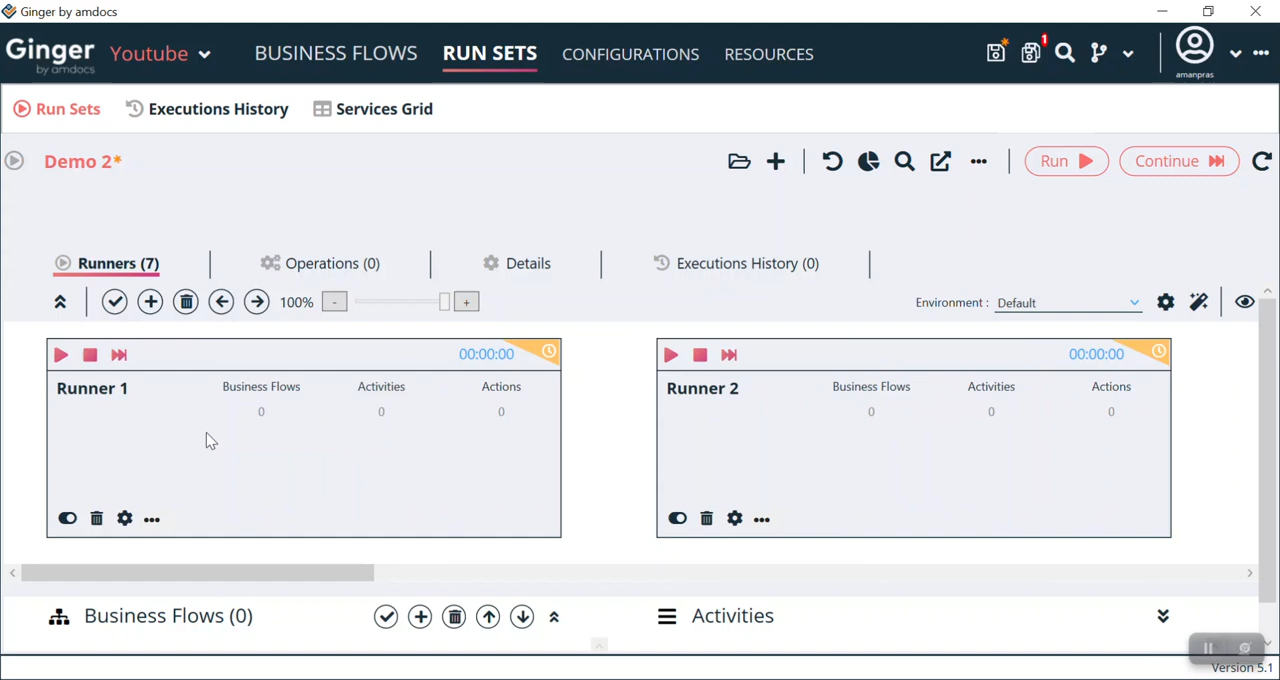 Ginger by amdocs
Ginger by amdocs Youtube BUSINESS FLOWS RUN SETS CONFIGURATIONS RESOURCES 1 amanpras
Run Sets Executions History Services Grid
Demo 2* Run Continue
Runners (7) Operations (0) Details Executions History (0)
100% - + Environment : Default
00:00:00 00:00:00
Runner 1 Business Flows Activities Actions Runner 2 Business Flows Activities Actions
0 0 0 0 0 0
Business Flows (0) Activities
Version 5.1